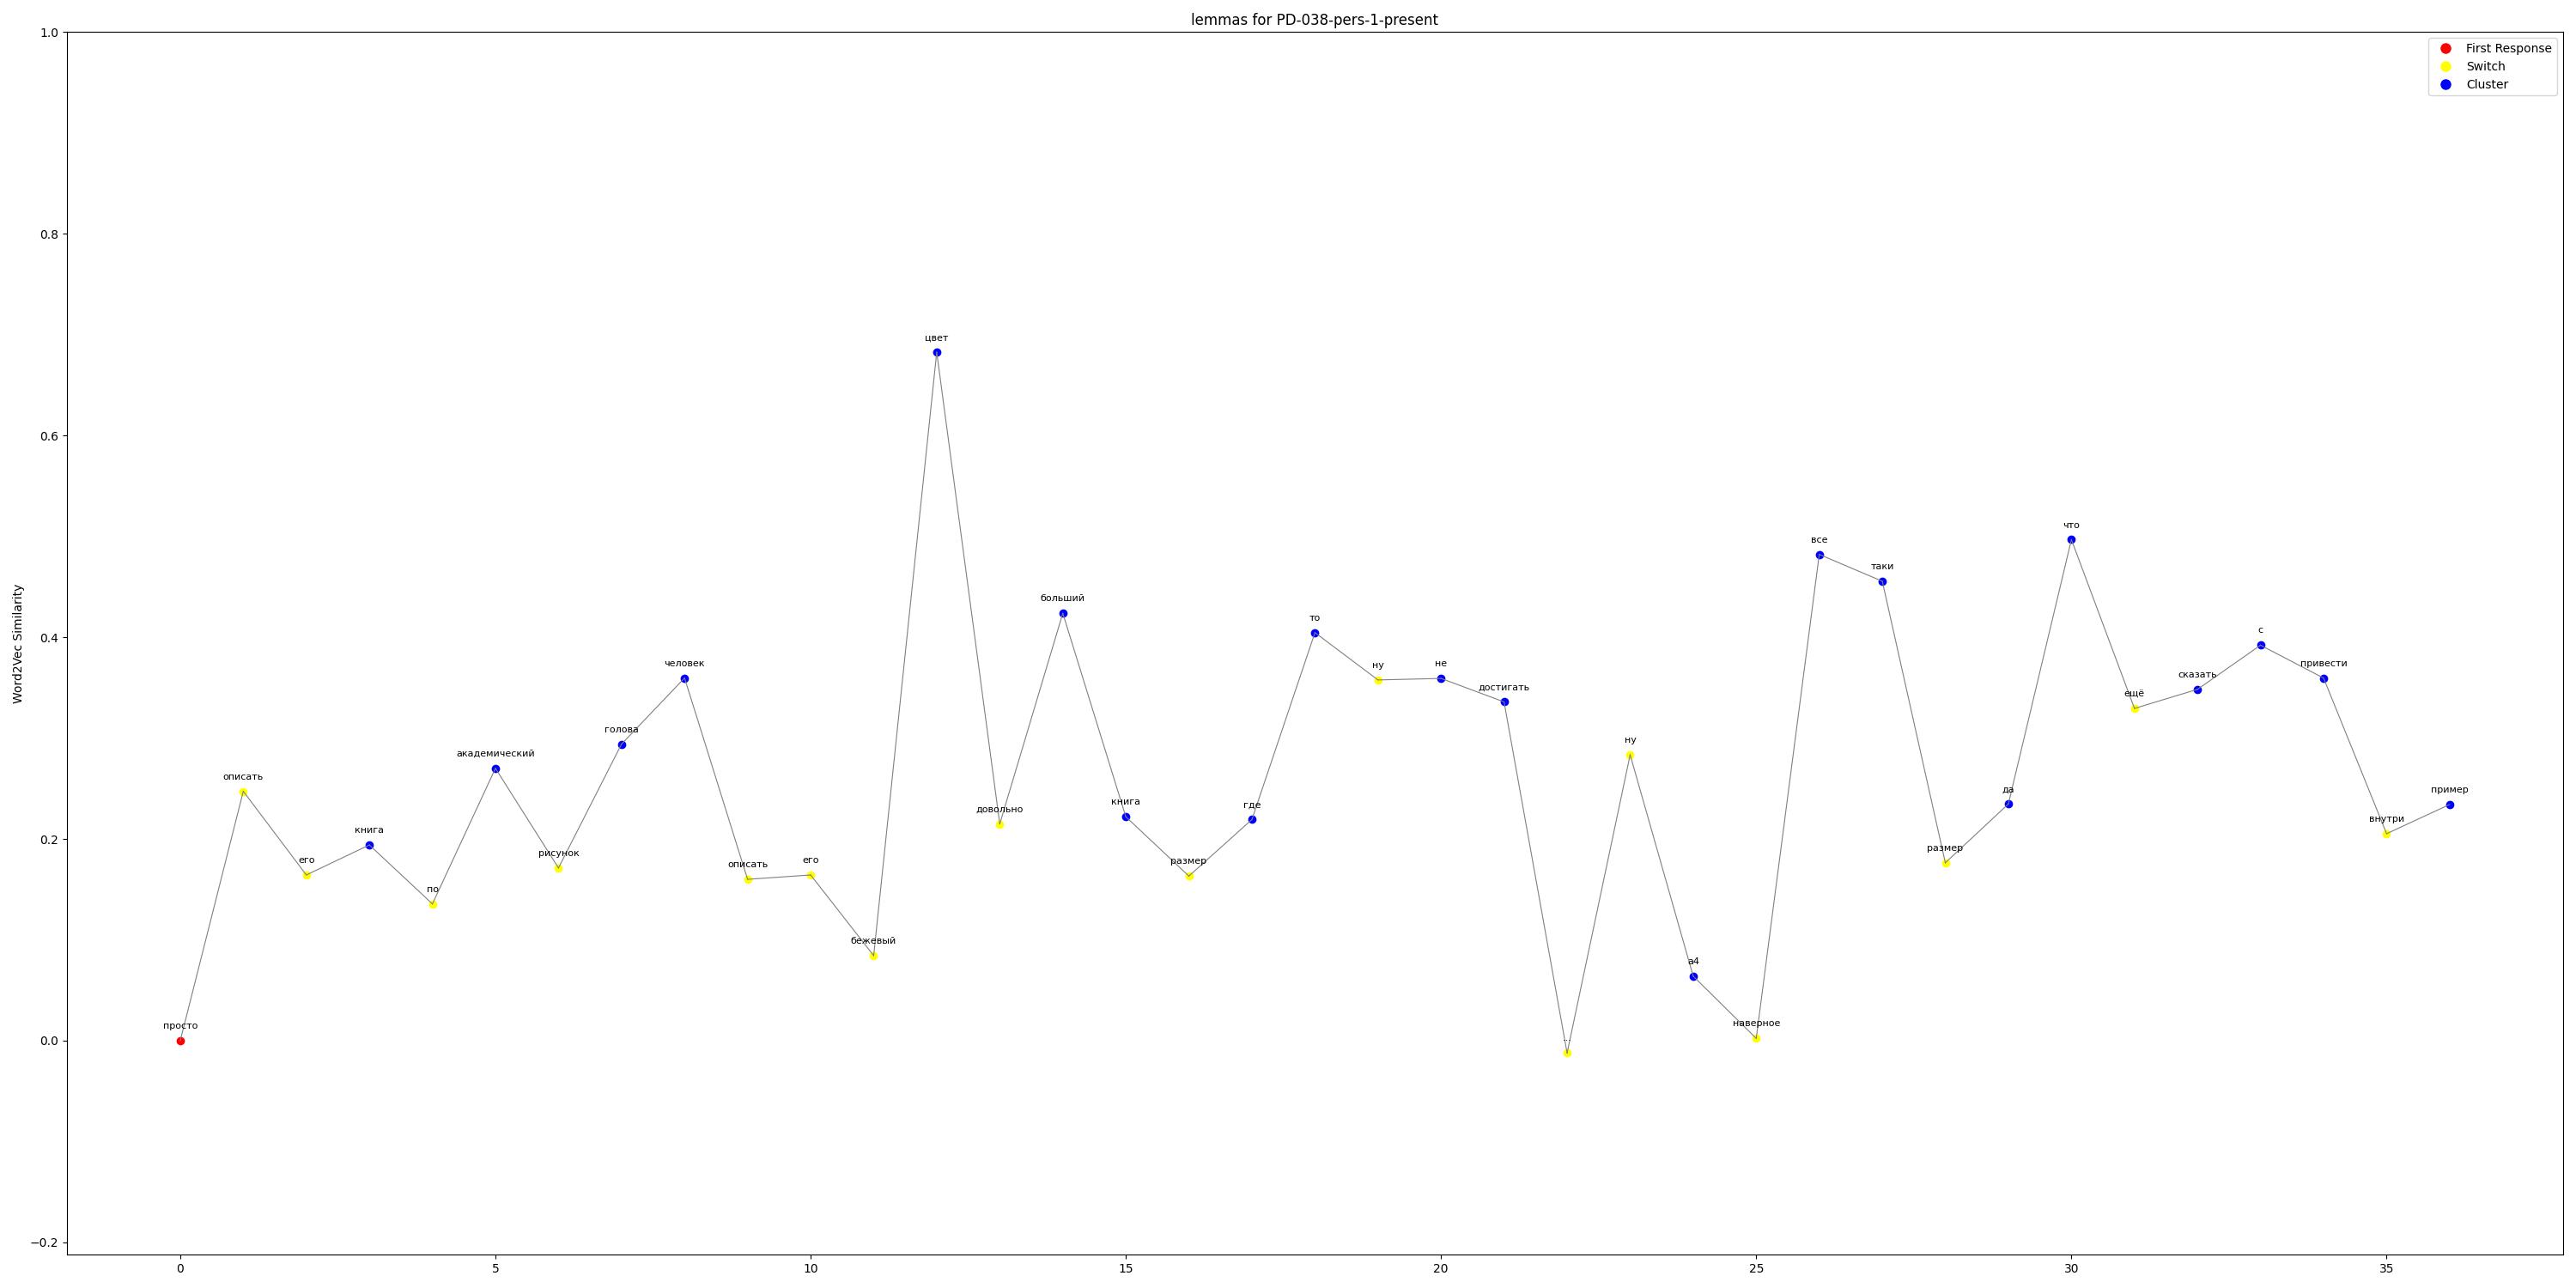 lemmas for PD-038-pers-1-present
First Response
Switch
Cluster
Word2Vec Similarity
1.0
0.8
0.6
0.4
0.2
0.0
−0.2
просто
описать
его
книга
по
академический
рисунок
голова
человек
описать
его
бежевый
цвет
довольно
больший
книга
размер
где
то
ну
не
достигать
...
ну
а4
наверное
все
таки
размер
да
что
ещё
сказать
с
привести
внутри
пример
0 5 10 15 20 25 30 35